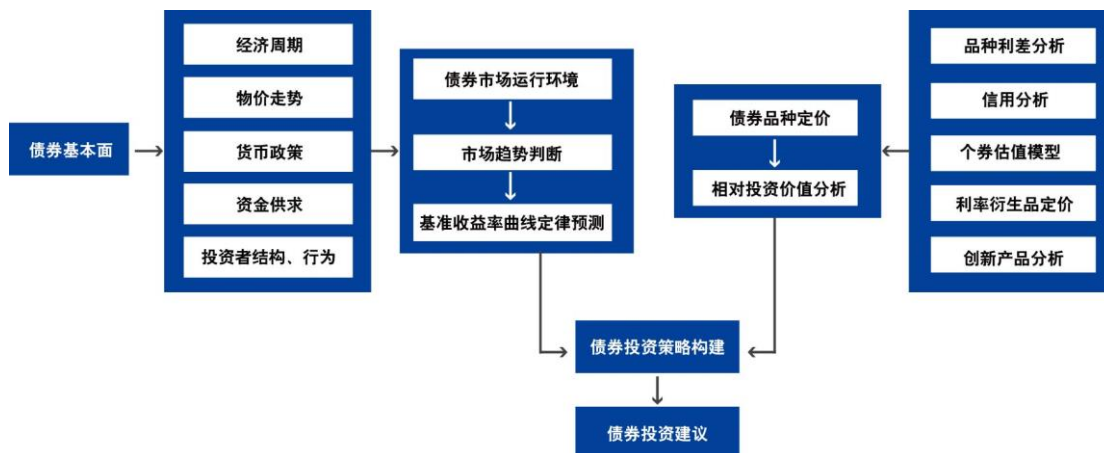 债券基本面
经济周期
物价走势
货币政策
资金供求
投资者结构、行为
债券市场运行环境
市场趋势判断
基准收益率曲线定律预测
债券品种定价
相对投资价值分析
品种利差分析
信用分析
个券估值模型
利率衍生品定价
创新产品分析
债券投资策略构建
债券投资建议